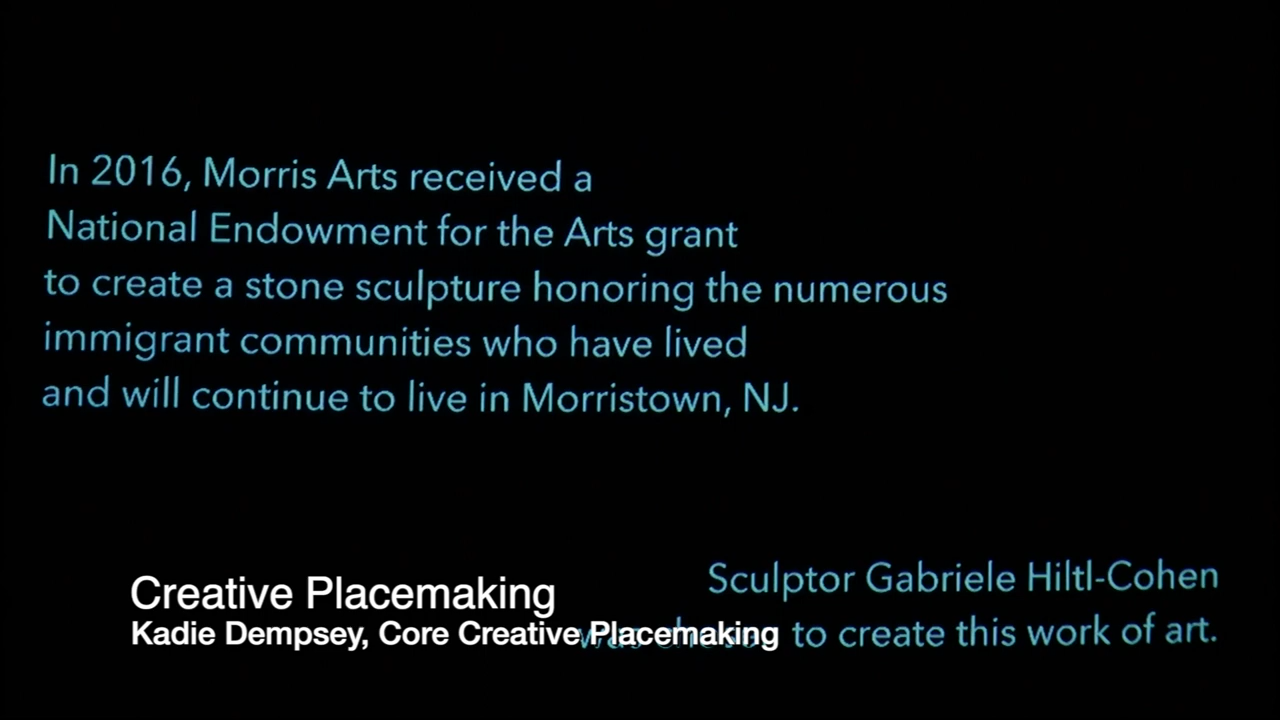 In 2016, Morris Arts received a
National Endowment for the Arts grant
to create a stone sculpture honoring the numerous
immigrant communities who have lived
and will continue to live in Morristown, NJ.
Sculptor Gabriele Hiltl-Cohen
was chosen to create this work of art.
Creative Placemaking
Kadie Dempsey, Core Creative Placemaking